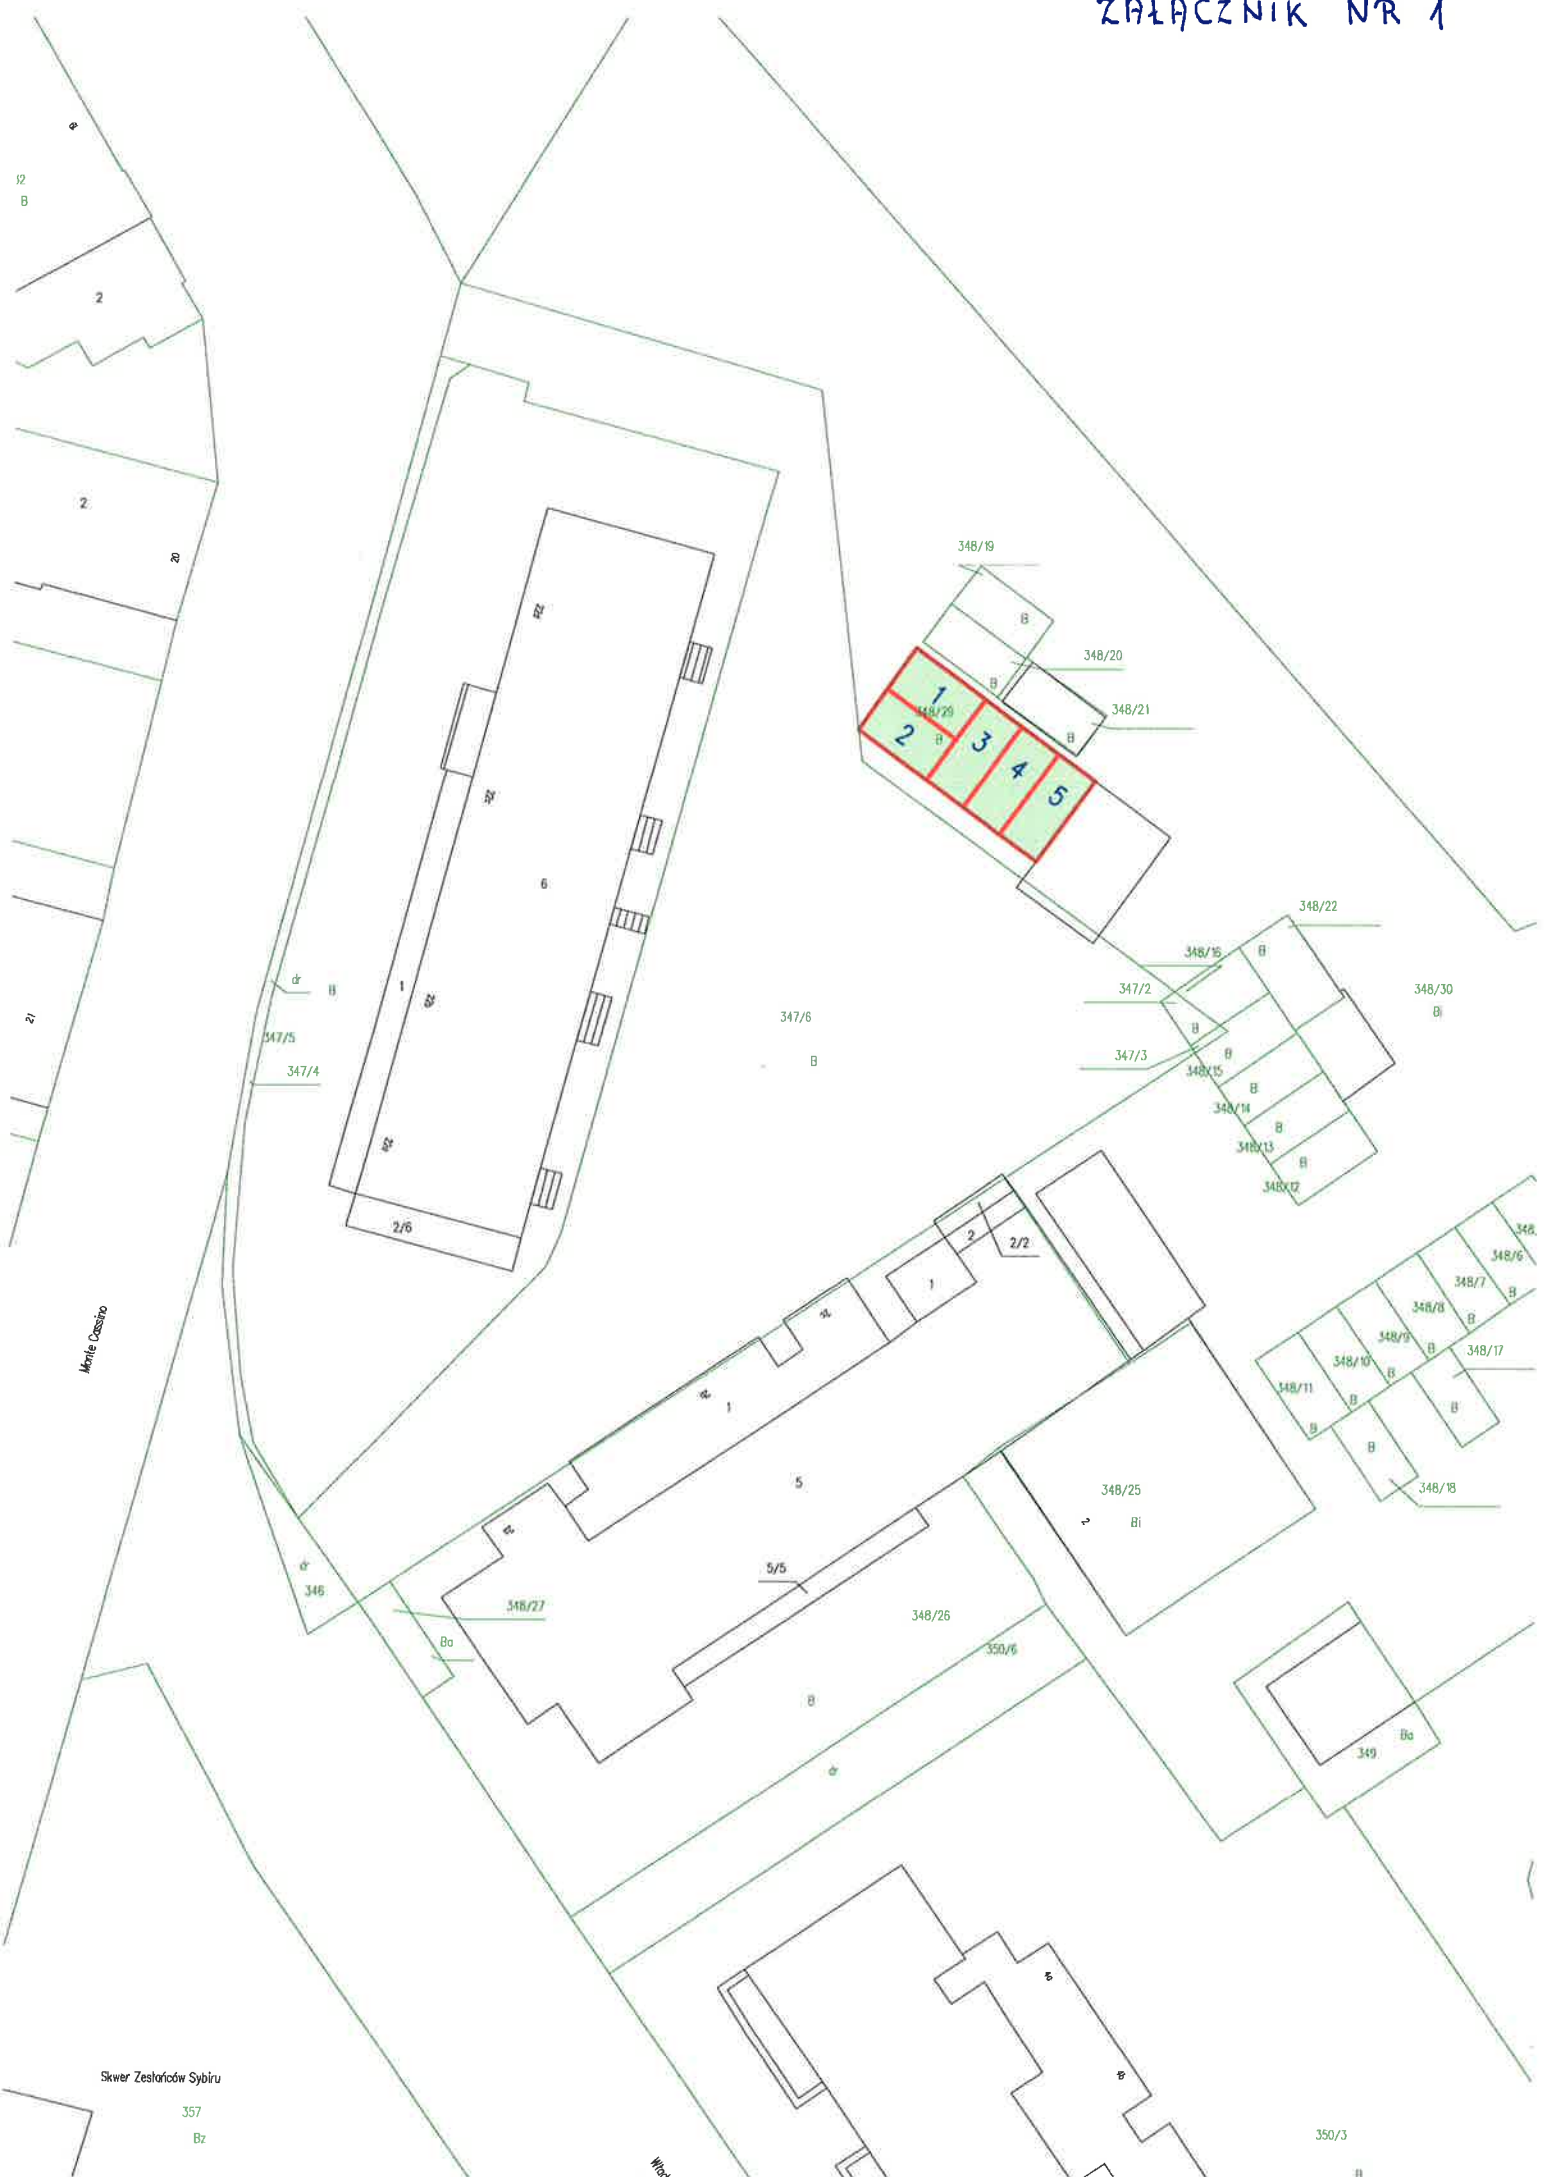 ZAŁĄCZNIK NR 1
B
2
2
20
21
348/19
B
348/20
B
348/21
B
1
348/29
2
B
3
4
5
6
1
dr
B
347/5
347/4
347/6
B
348/22
348/16
B
347/2
348/30
Bi
B
347/3
B
348/15
B
348/14
B
348/13
B
348/12
2/6
2
2/2
1
1
5
5/5
Monte Cassino
348/6
B
348/7
B
348/8
B
348/9
B
348/10
B
348/11
B
348/17
B
B
348/18
348/25
2
Bi
dr
346
348/27
Ba
348/26
350/6
B
dr
349
Ba
Skwer Zesłańców Sybiru
357
Bz
350/3